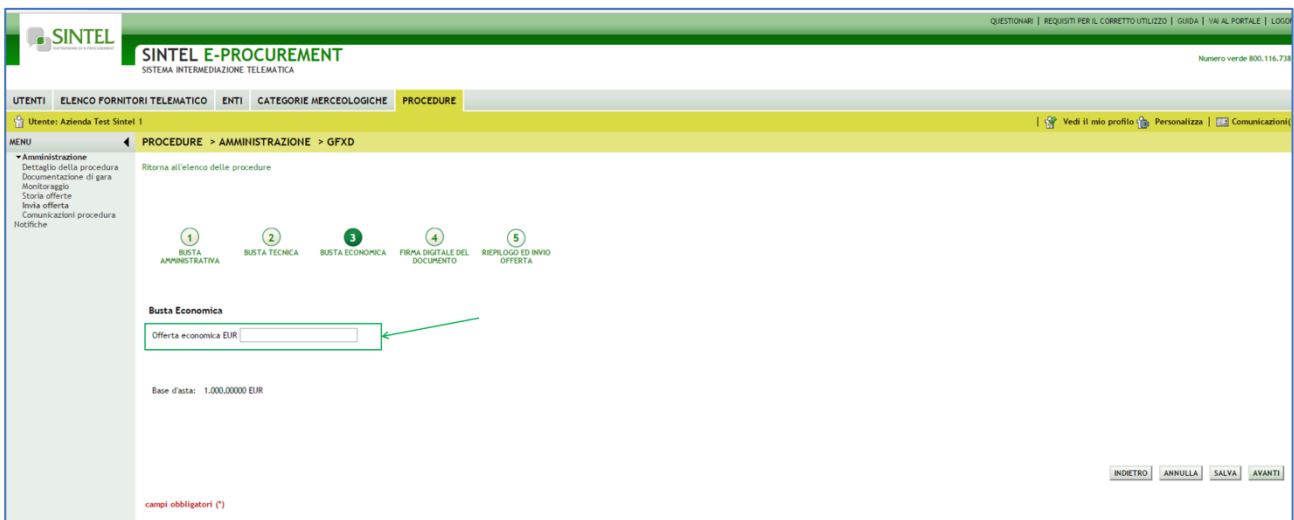 QUESTIONARI | REQUISITI PER IL CORRETTO UTILIZZO | GUIDA | VAI AL PORTALE | LOGO
SINTEL
SINTEL E-PROCUREMENT
SISTEMA INTERMEDIAZIONE TELEMATICA
Numero verde 800.116.738
UTENTI ELENCO FORNITORI TELEMATICO ENTI CATEGORIE MERCEOLOGICHE PROCEDURE
Utente: Azienda Test Sintel 1 | Vedi il mio profilo Personalizza | Comunicazioni(
MENU PROCEDURE > AMMINISTRAZIONE > GFXD
Amministrazione
Dettaglio della procedura
Documentazione di gara
Monitoraggio
Storia offerte
Invia offerta
Comunicazioni procedura
Notifiche
Ritorna all'elenco delle procedure
1 BUSTA AMMINISTRATIVA
2 BUSTA TECNICA
3 BUSTA ECONOMICA
4 FIRMA DIGITALE DEL DOCUMENTO
5 RIEPILOGO ED INVIO OFFERTA
Busta Economica
Offerta economica EUR
Base d'asta: 1.000,00000 EUR
INDIETRO ANNULLA SALVA AVANTI
campi obbligatori (*)